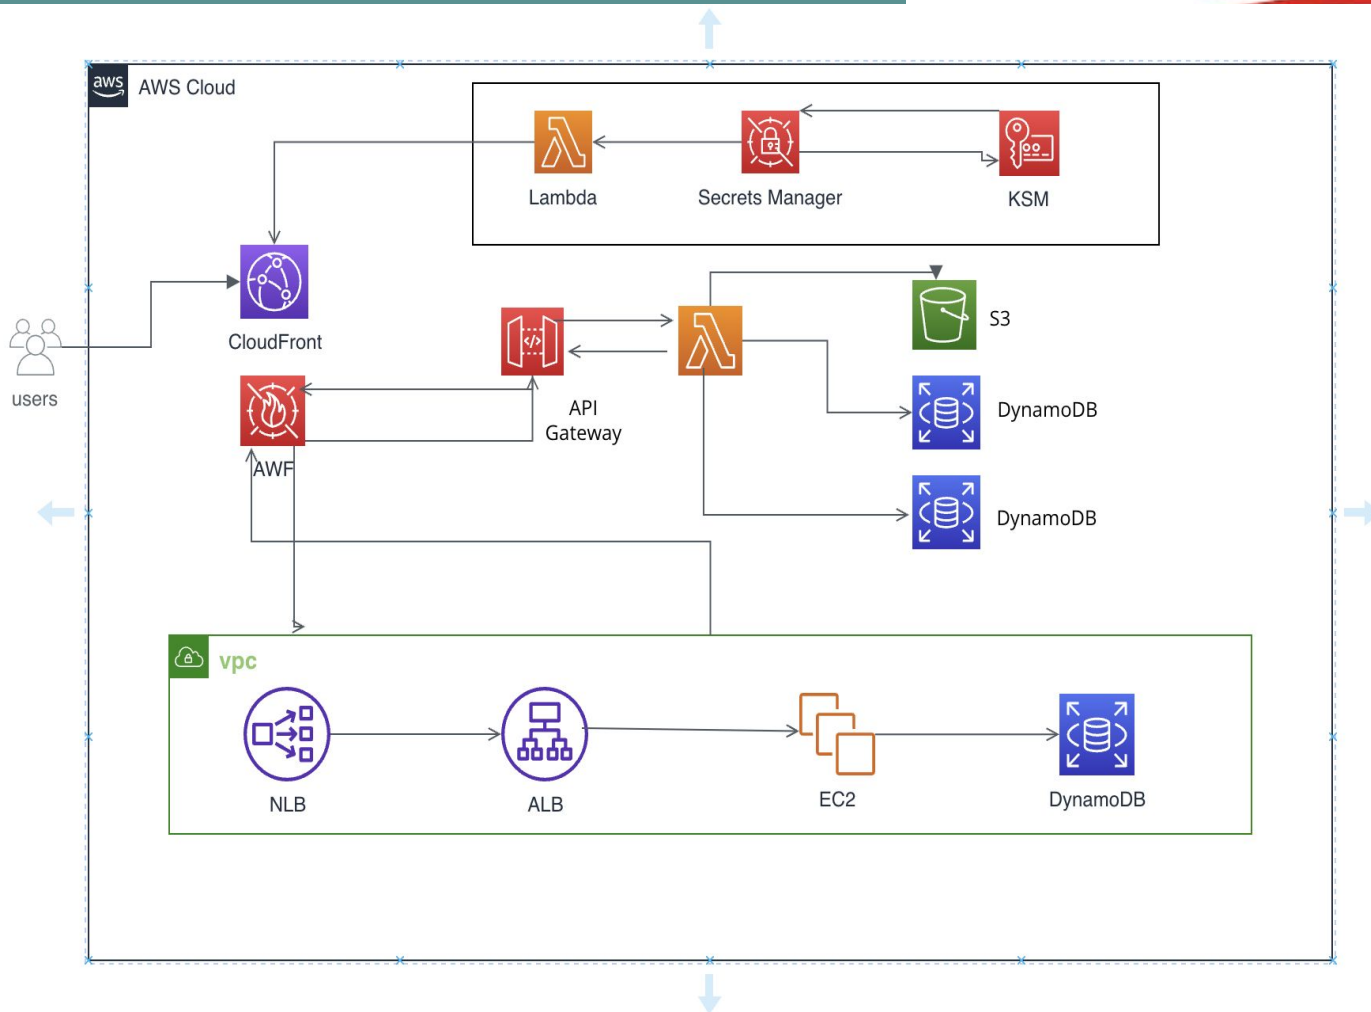 aws
AWS Cloud
Lambda
Secrets Manager
KSM
CloudFront
users
S3
</>
API
Gateway
DynamoDB
AWF
DynamoDB
vpc
NLB
ALB
EC2
DynamoDB